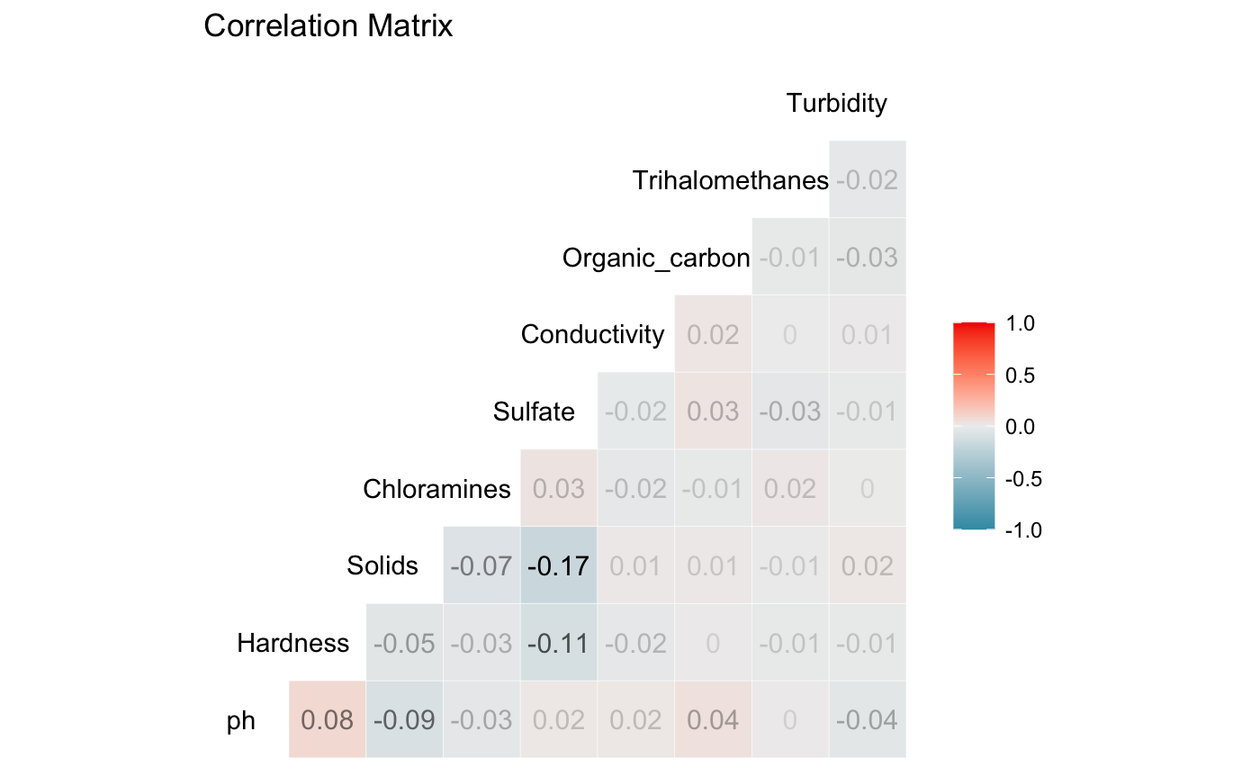 Correlation Matrix
Turbidity
Trihalomethanes -0.02
Organic_carbon -0.01 -0.03
Conductivity 0.02 0 0.01
Sulfate -0.02 0.03 -0.03 -0.01
Chloramines 0.03 -0.02 -0.01 0.02 0
Solids -0.07 -0.17 0.01 0.01 -0.01 0.02
Hardness -0.05 -0.03 -0.11 -0.02 0 -0.01 -0.01
ph 0.08 -0.09 -0.03 0.02 0.02 0.04 0 -0.04
1.0
0.5
0.0
-0.5
-1.0